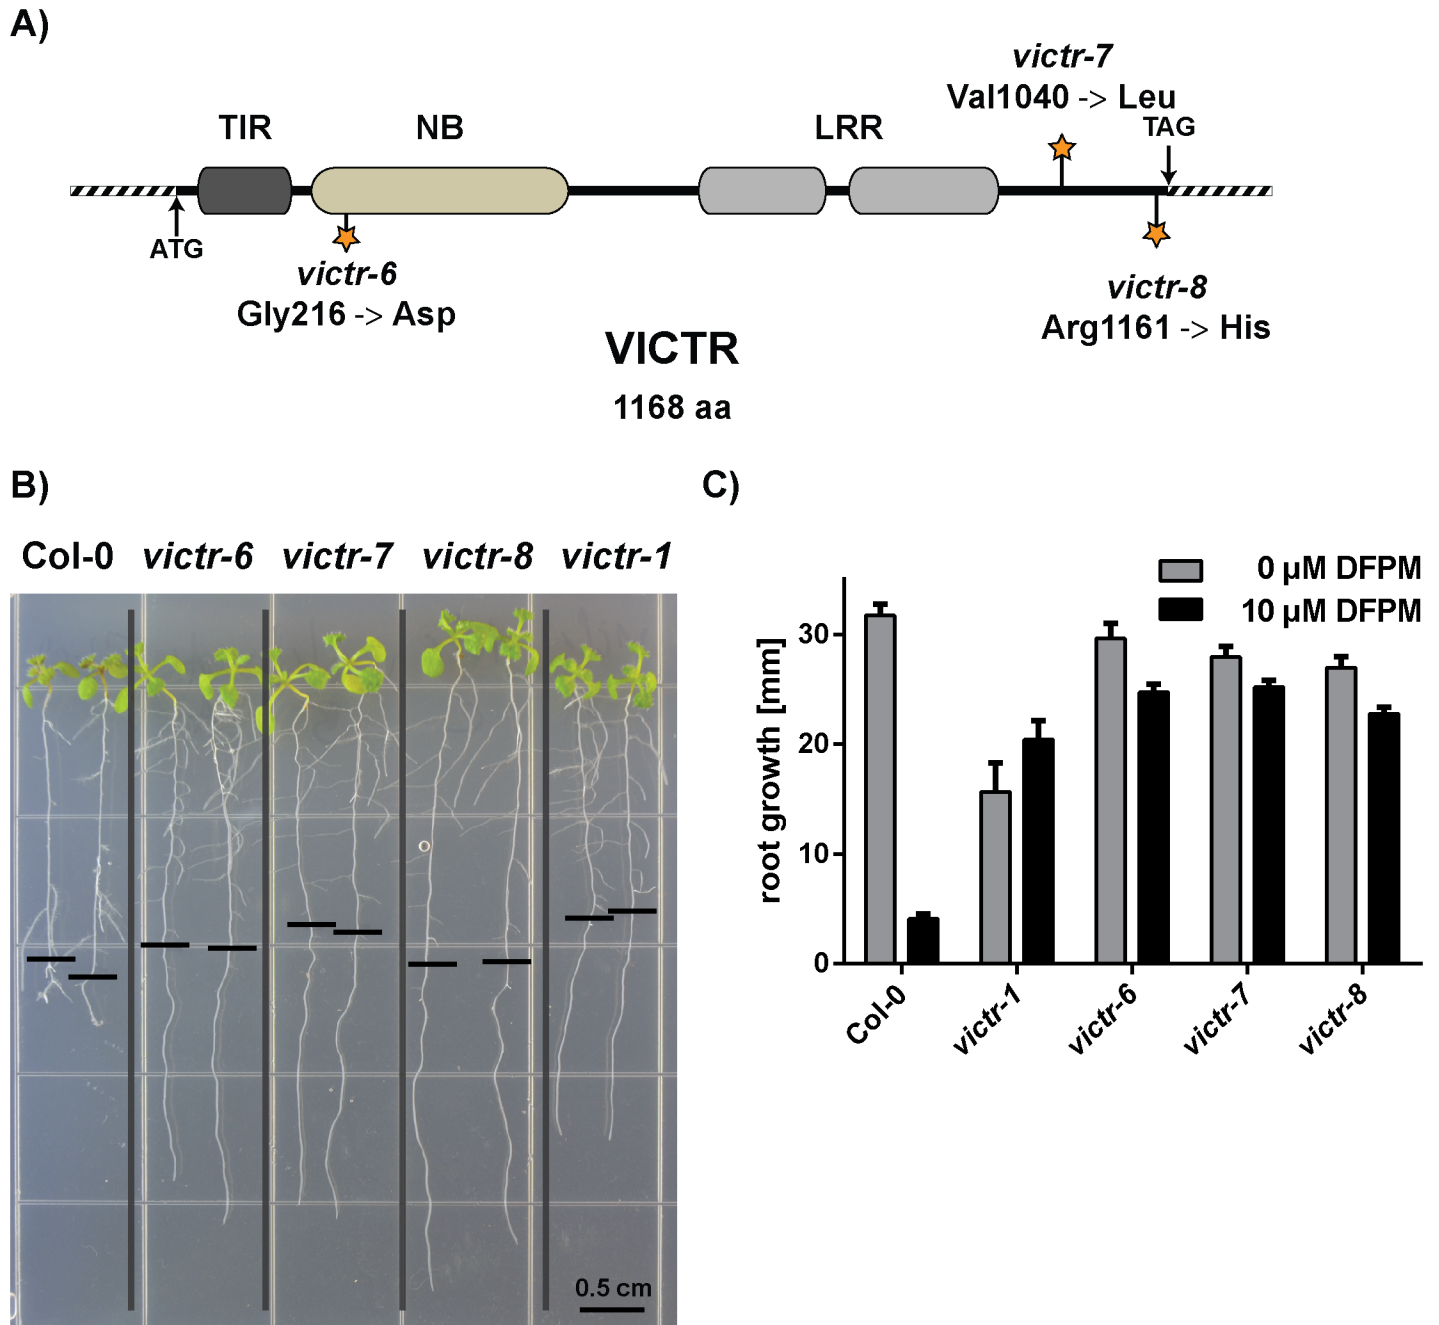 A)
victr-7
Val1040 -> Leu
TIR
NB
LRR
TAG
ATG
victr-6
Gly216 -> Asp
victr-8
Arg1161 -> His
VICTR
1168 aa
B)
Col-0 victr-6 victr-7 victr-8 victr-1
0.5 cm
C)
0 µM DFPM
10 µM DFPM
root growth [mm]
30
20
10
0
Col-0
victr-1
victr-6
victr-7
victr-8